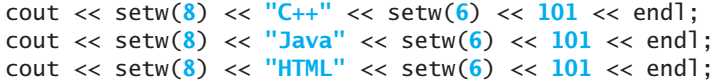 cout << setw(8) << "C++" << setw(6) << 101 << endl;
cout << setw(8) << "Java" << setw(6) << 101 << endl;
cout << setw(8) << "HTML" << setw(6) << 101 << endl;